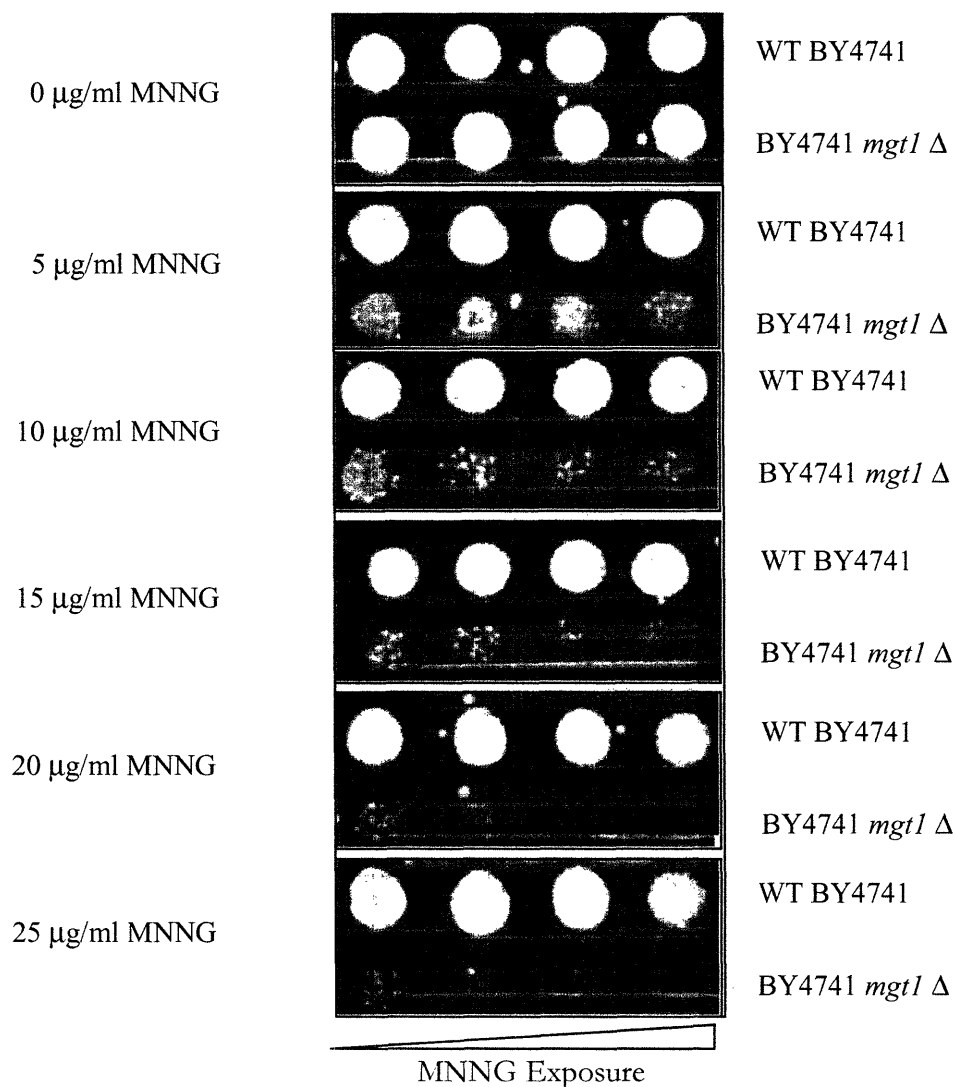 WT BY4741
0 µg/ml MNNG
BY4741 mgt1 Δ
WT BY4741
5 µg/ml MNNG
BY4741 mgt1 Δ
WT BY4741
10 µg/ml MNNG
BY4741 mgt1 Δ
WT BY4741
15 µg/ml MNNG
BY4741 mgt1 Δ
WT BY4741
20 µg/ml MNNG
BY4741 mgt1 Δ
WT BY4741
25 µg/ml MNNG
BY4741 mgt1 Δ
MNNG Exposure